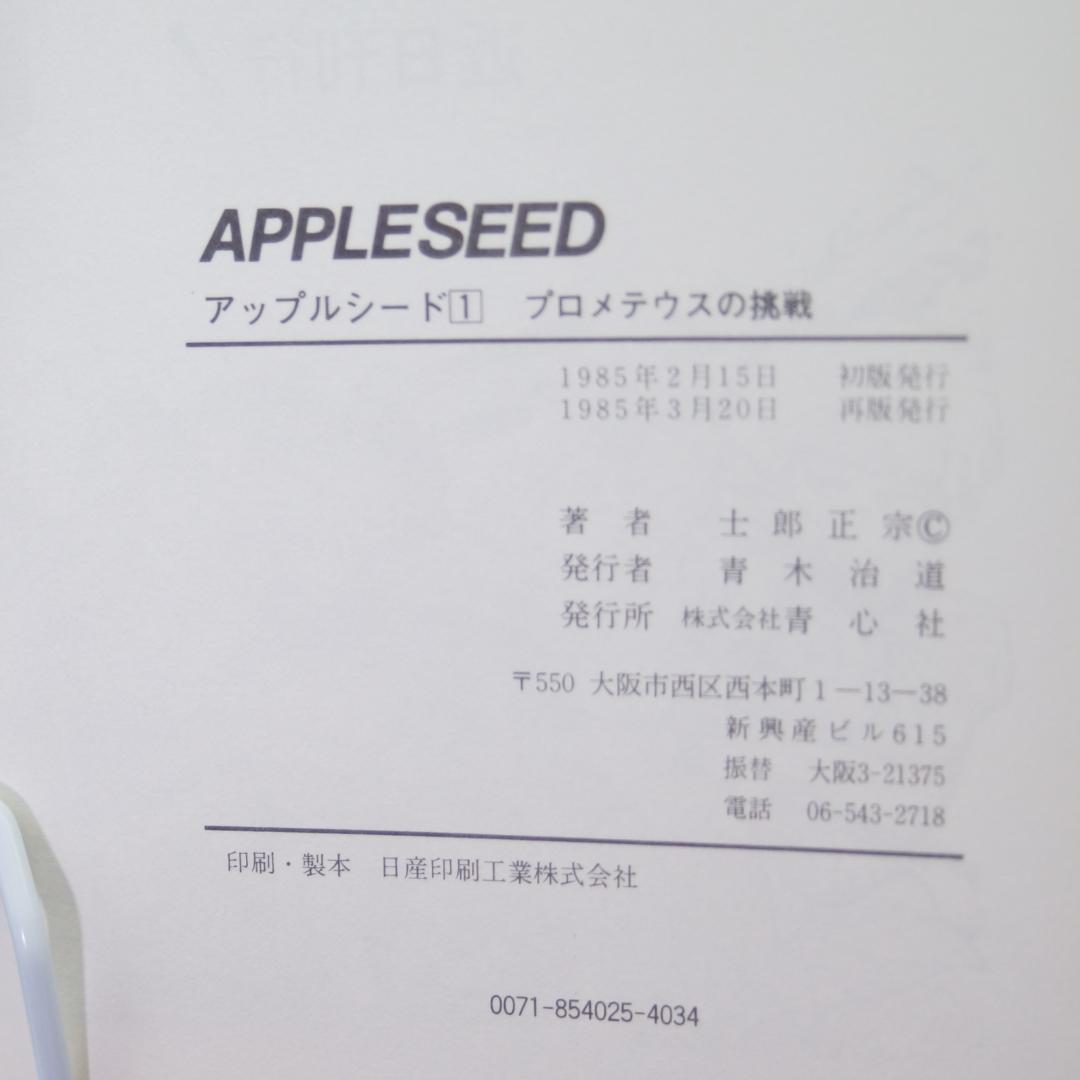 APPLESEED
アップルシード1 プロメテウスの挑戦
1985年2月15日 初版発行
1985年3月20日 再版発行
著者 士郎正宗©
発行者 青木治道
発行所 株式会社青心社
〒550 大阪市西区西本町1―13―38
新興産ビル615
振替 大阪3-21375
電話 06-543-2718
印刷・製本 日産印刷工業株式会社
0071-854025-4034